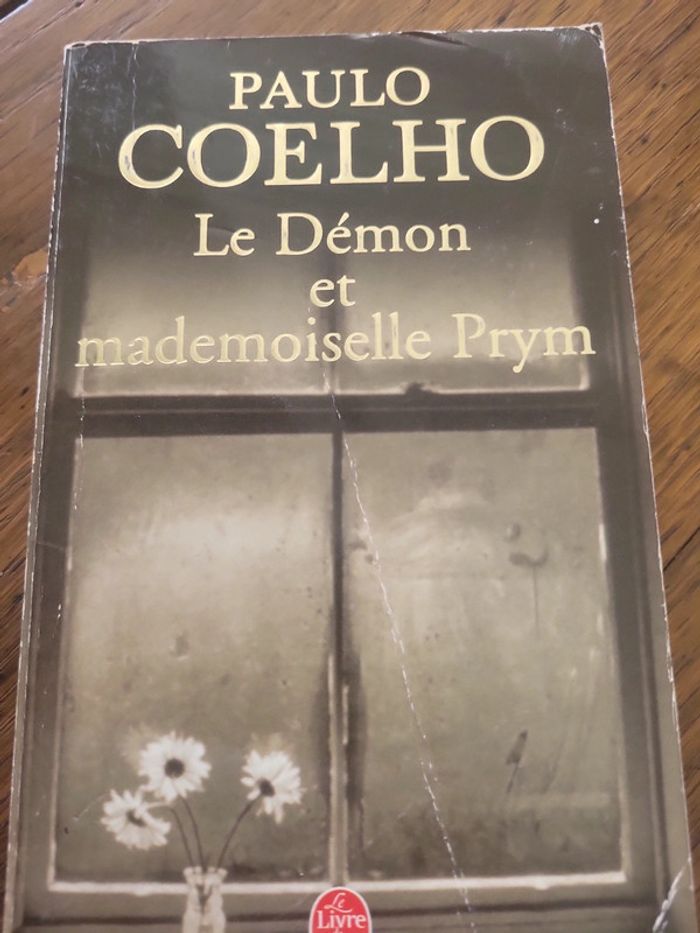 PAULO
COELHO
Le Démon
et
mademoiselle Prym
Le
Livre